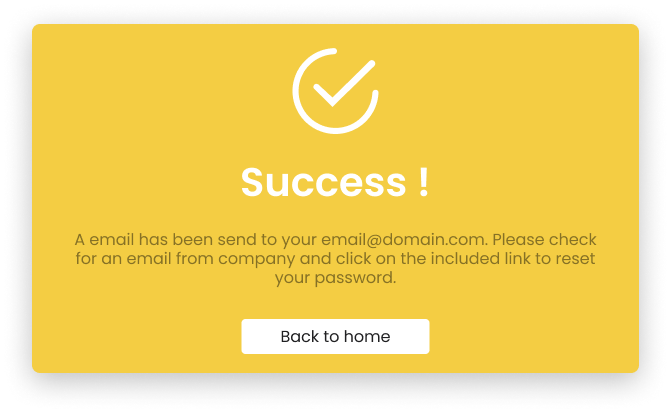 Success !
A email has been send to your email@domain.com. Please check
for an email from company and click on the included link to reset
your password.
Back to home